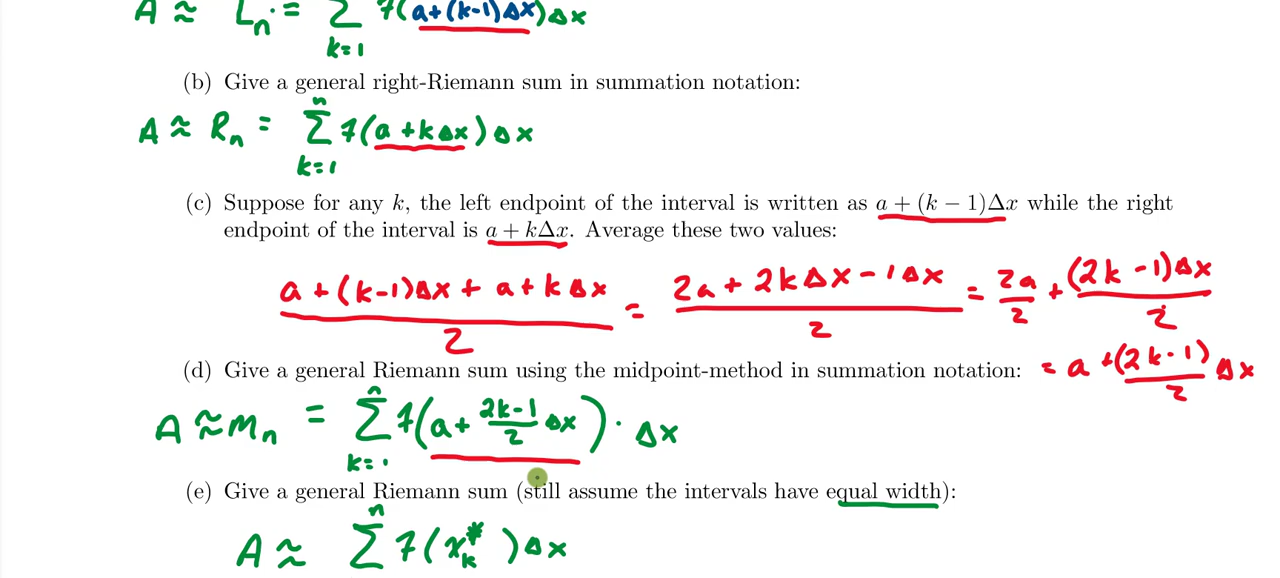 A ≈ Lₙ = Σ f(a+(k-1)Δx)Δx
k=1
(b) Give a general right-Riemann sum in summation notation:
n
A ≈ Rₙ = Σ f(a+kΔx)Δx
k=1
(c) Suppose for any k, the left endpoint of the interval is written as a + (k − 1)Δx while the right
endpoint of the interval is a + kΔx. Average these two values:
(a+(k-1)Δx + a+kΔx)/2 = (2a+2kΔx-1Δx)/2 = 2a/2 + (2k-1)Δx/2
(d) Give a general Riemann sum using the midpoint-method in summation notation: = a + (2k-1)/2 Δx
n
A ≈ Mₙ = Σ f(a + (2k-1)/2 Δx) · Δx
k=1
(e) Give a general Riemann sum (still assume the intervals have equal width):
n
A ≈ Σ f(xₖ*)Δx